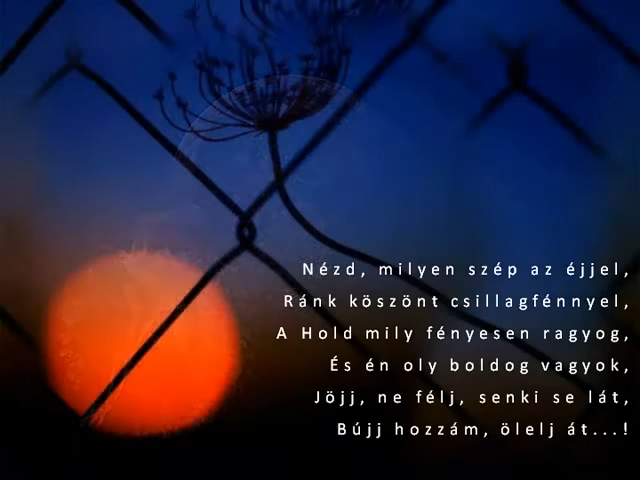 Nézd, milyen szép az éjjel,
Ránk köszönt csillagfénnyel,
A Hold mily fényesen ragyog,
És én oly boldog vagyok,
Jöjj, ne félj, senki se lát,
Bújj hozzám, ölelj át...!